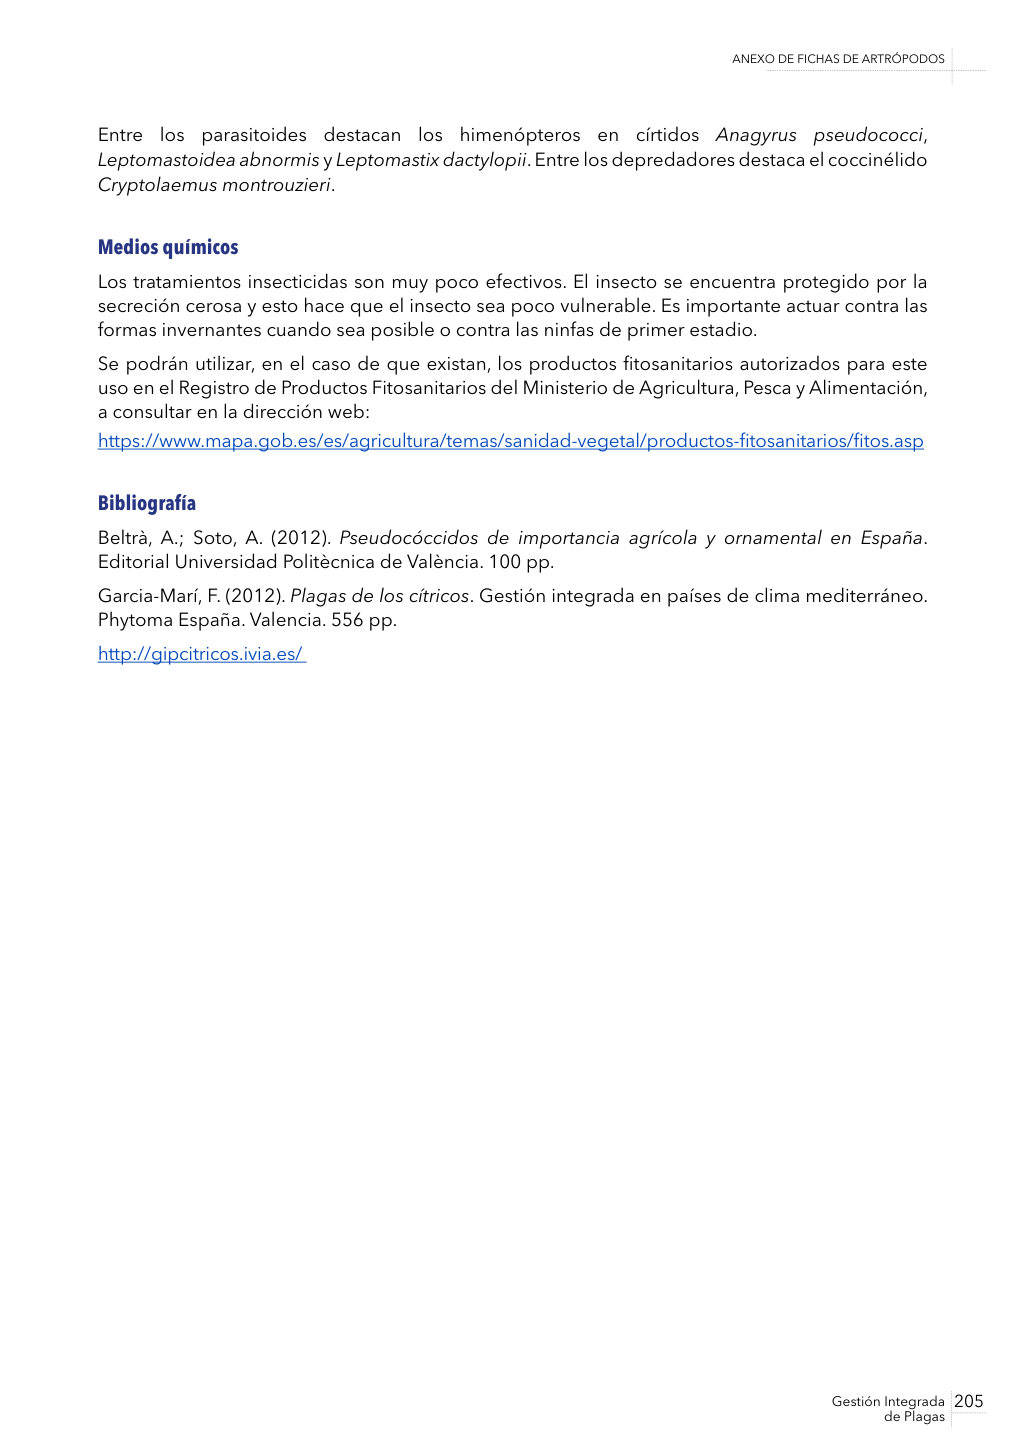 ANEXO DE FICHAS DE ARTRÓPODOS
Entre los parasitoides destacan los himenópteros en círtidos Anagyrus pseudococci,
Leptomastoidea abnormis y Leptomastix dactylopii. Entre los depredadores destaca el coccinélido
Cryptolaemus montrouzieri.
Medios químicos
Los tratamientos insecticidas son muy poco efectivos. El insecto se encuentra protegido por la
secreción cerosa y esto hace que el insecto sea poco vulnerable. Es importante actuar contra las
formas invernantes cuando sea posible o contra las ninfas de primer estadio.
Se podrán utilizar, en el caso de que existan, los productos fitosanitarios autorizados para este
uso en el Registro de Productos Fitosanitarios del Ministerio de Agricultura, Pesca y Alimentación,
a consultar en la dirección web:
https://www.mapa.gob.es/es/agricultura/temas/sanidad-vegetal/productos-fitosanitarios/fitos.asp
Bibliografía
Beltrà, A.; Soto, A. (2012). Pseudocóccidos de importancia agrícola y ornamental en España.
Editorial Universidad Politècnica de València. 100 pp.
Garcia-Marí, F. (2012). Plagas de los cítricos. Gestión integrada en países de clima mediterráneo.
Phytoma España. Valencia. 556 pp.
http://gipcitricos.ivia.es/
Gestión Integrada 205
de Plagas